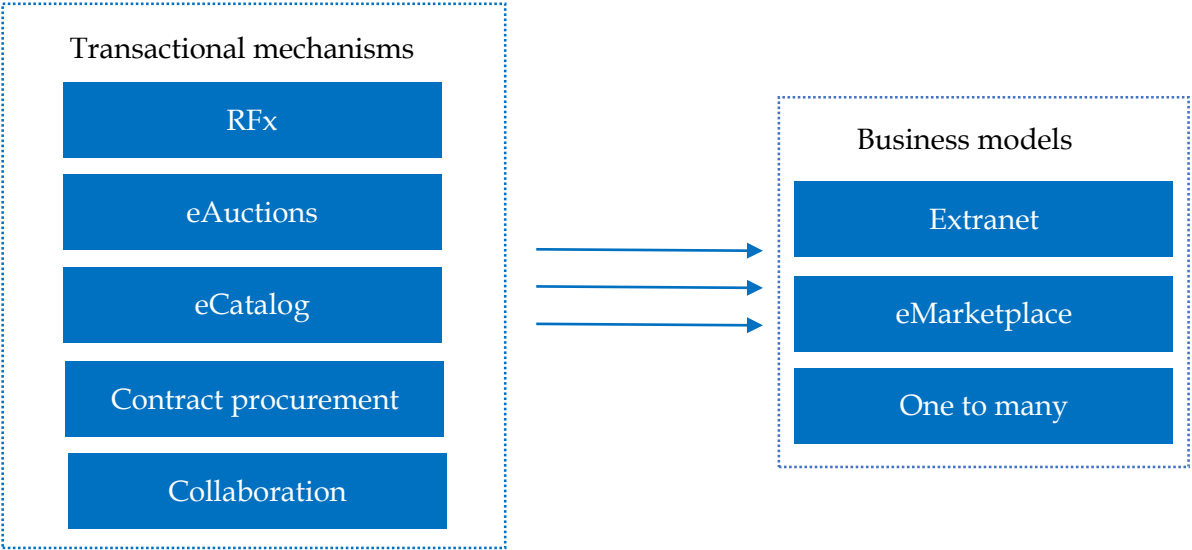 Transactional mechanisms
RFx
eAuctions
eCatalog
Contract procurement
Collaboration
Business models
Extranet
eMarketplace
One to many